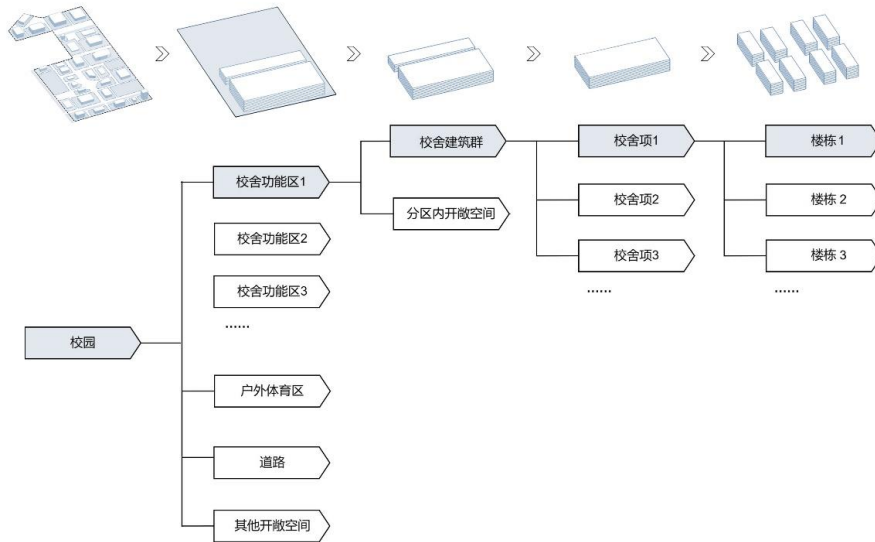 校舍建筑群
校舍项1
楼栋 1
校舍功能区1
校舍项2
楼栋 2
分区内开敞空间
校舍功能区2
校舍项3
楼栋 3
校舍功能区3
......
......
......
校园
户外体育区
道路
其他开敞空间